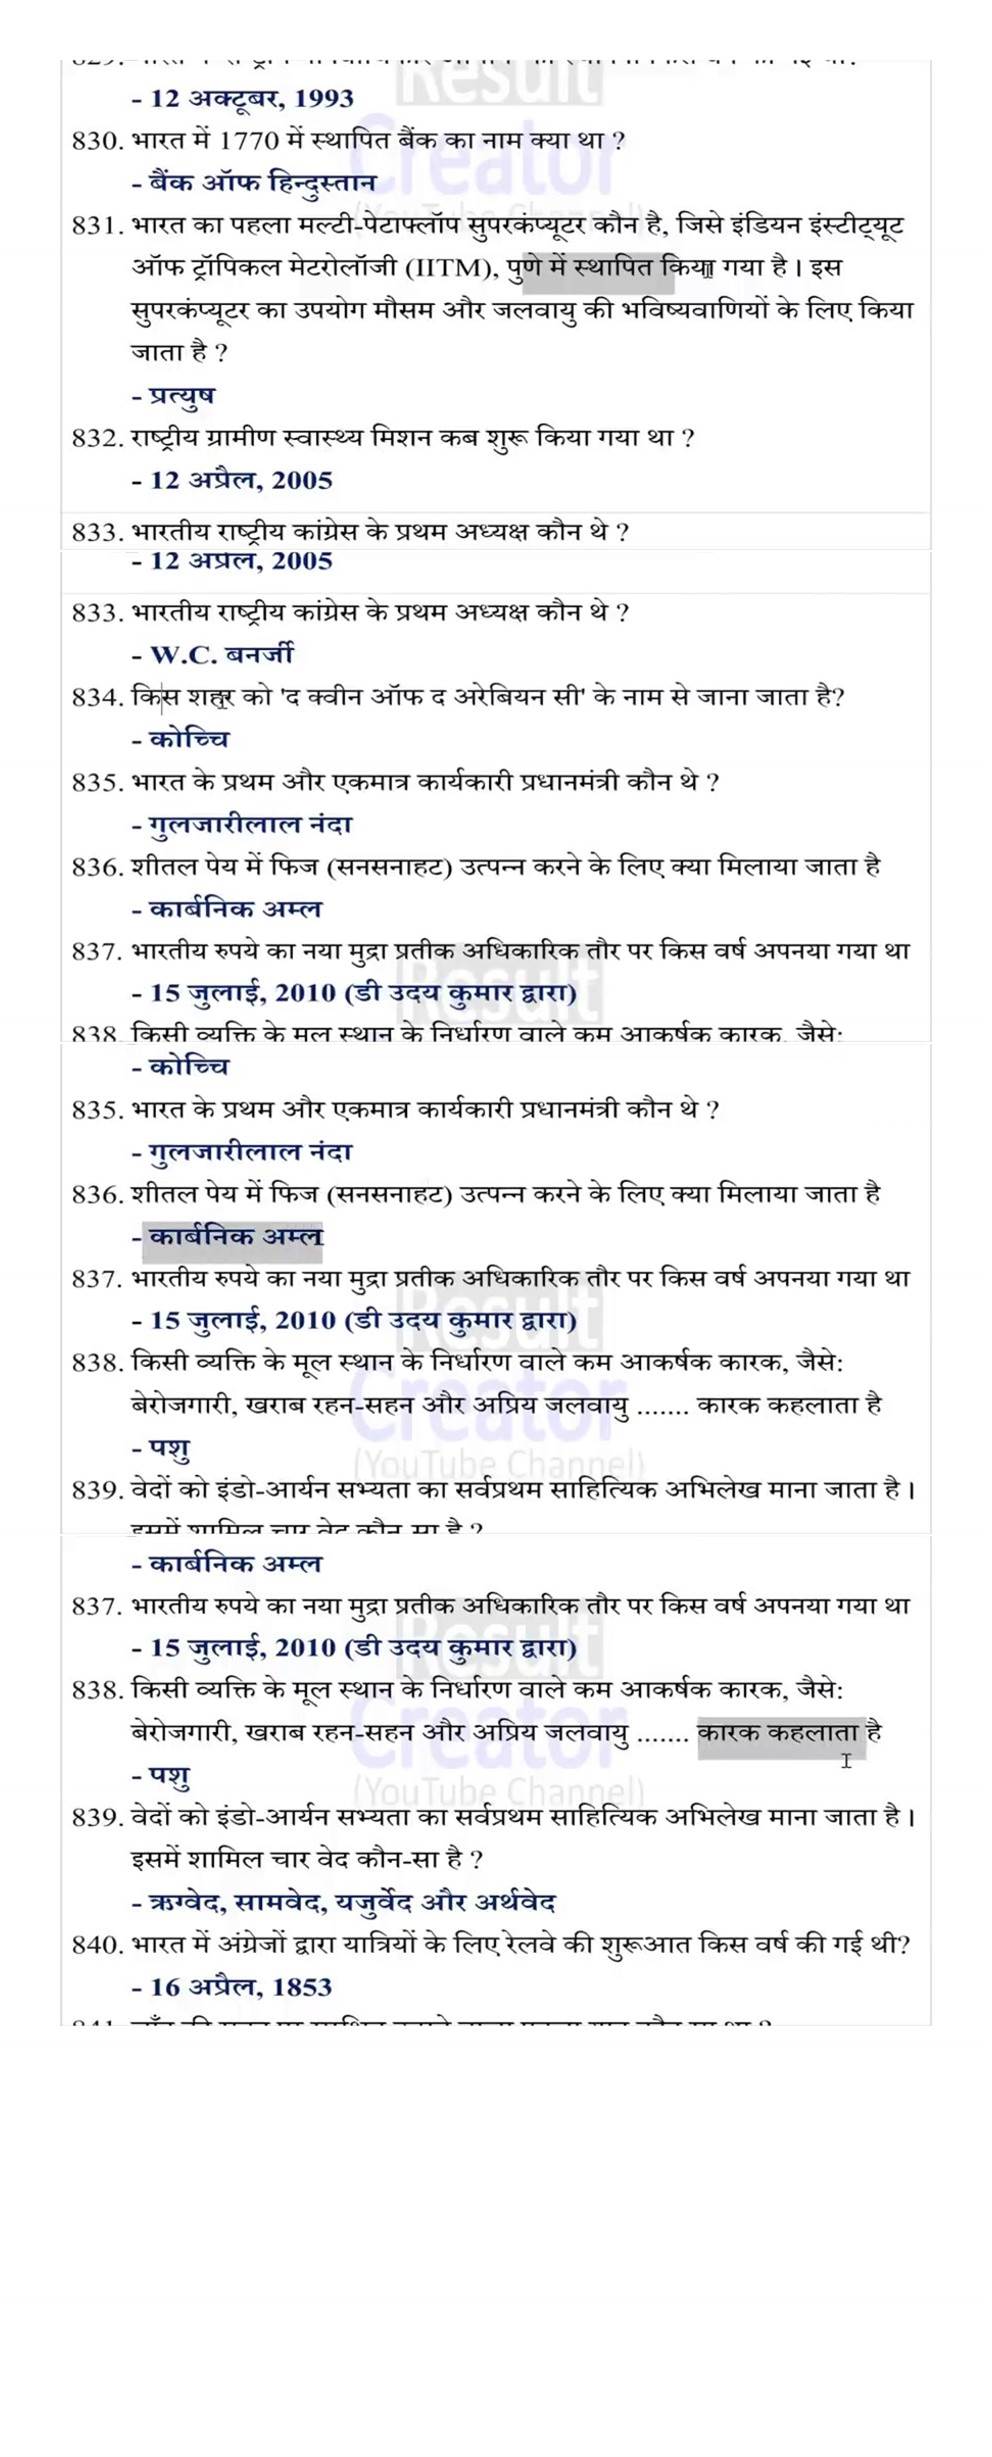 Result
- 12 अक्टूबर, 1993
830. भारत में 1770 में स्थापित बैंक का नाम क्या था ?
Creator
- बैंक ऑफ हिन्दुस्तान
(YouTube Channel)
831. भारत का पहला मल्टी-पेटाफ्लॉप सुपरकंप्यूटर कौन है, जिसे इंडियन इंस्टीट्यूट
ऑफ ट्रॉपिकल मेटरोलॉजी (IITM), पुणे में स्थापित किया गया है। इस
सुपरकंप्यूटर का उपयोग मौसम और जलवायु की भविष्यवाणियों के लिए किया
जाता है ?
- प्रत्युष
832. राष्ट्रीय ग्रामीण स्वास्थ्य मिशन कब शुरू किया गया था ?
- 12 अप्रैल, 2005
833. भारतीय राष्ट्रीय कांग्रेस के प्रथम अध्यक्ष कौन थे ?
- 12 अप्रैल, 2005
833. भारतीय राष्ट्रीय कांग्रेस के प्रथम अध्यक्ष कौन थे ?
- W.C. बनर्जी
834. किस शहर को 'द क्वीन ऑफ द अरेबियन सी' के नाम से जाना जाता है?
- कोच्चि
835. भारत के प्रथम और एकमात्र कार्यकारी प्रधानमंत्री कौन थे ?
- गुलजारीलाल नंदा
836. शीतल पेय में फिज (सनसनाहट) उत्पन्न करने के लिए क्या मिलाया जाता है
- कार्बनिक अम्ल
837. भारतीय रुपये का नया मुद्रा प्रतीक अधिकारिक तौर पर किस वर्ष अपनया गया था
Result
- 15 जुलाई, 2010 (डी उदय कुमार द्वारा)
838. किसी व्यक्ति के मूल स्थान के निर्धारण वाले कम आकर्षक कारक, जैसे:
- कोच्चि
835. भारत के प्रथम और एकमात्र कार्यकारी प्रधानमंत्री कौन थे ?
- गुलजारीलाल नंदा
836. शीतल पेय में फिज (सनसनाहट) उत्पन्न करने के लिए क्या मिलाया जाता है
- कार्बनिक अम्ल
837. भारतीय रुपये का नया मुद्रा प्रतीक अधिकारिक तौर पर किस वर्ष अपनया गया था
Result
- 15 जुलाई, 2010 (डी उदय कुमार द्वारा)
838. किसी व्यक्ति के मूल स्थान के निर्धारण वाले कम आकर्षक कारक, जैसे:
Creator
बेरोजगारी, खराब रहन-सहन और अप्रिय जलवायु ....... कारक कहलाता है
- पशु
(YouTube Channel)
839. वेदों को इंडो-आर्यन सभ्यता का सर्वप्रथम साहित्यिक अभिलेख माना जाता है।
इसमें शामिल चार वेद कौन-सा है ?
- कार्बनिक अम्ल
837. भारतीय रुपये का नया मुद्रा प्रतीक अधिकारिक तौर पर किस वर्ष अपनया गया था
Result
- 15 जुलाई, 2010 (डी उदय कुमार द्वारा)
838. किसी व्यक्ति के मूल स्थान के निर्धारण वाले कम आकर्षक कारक, जैसे:
Creator
बेरोजगारी, खराब रहन-सहन और अप्रिय जलवायु ....... कारक कहलाता है
- पशु
(YouTube Channel)
839. वेदों को इंडो-आर्यन सभ्यता का सर्वप्रथम साहित्यिक अभिलेख माना जाता है।
इसमें शामिल चार वेद कौन-सा है ?
- ऋग्वेद, सामवेद, यजुर्वेद और अर्थवेद
840. भारत में अंग्रेजों द्वारा यात्रियों के लिए रेलवे की शुरूआत किस वर्ष की गई थी?
- 16 अप्रैल, 1853